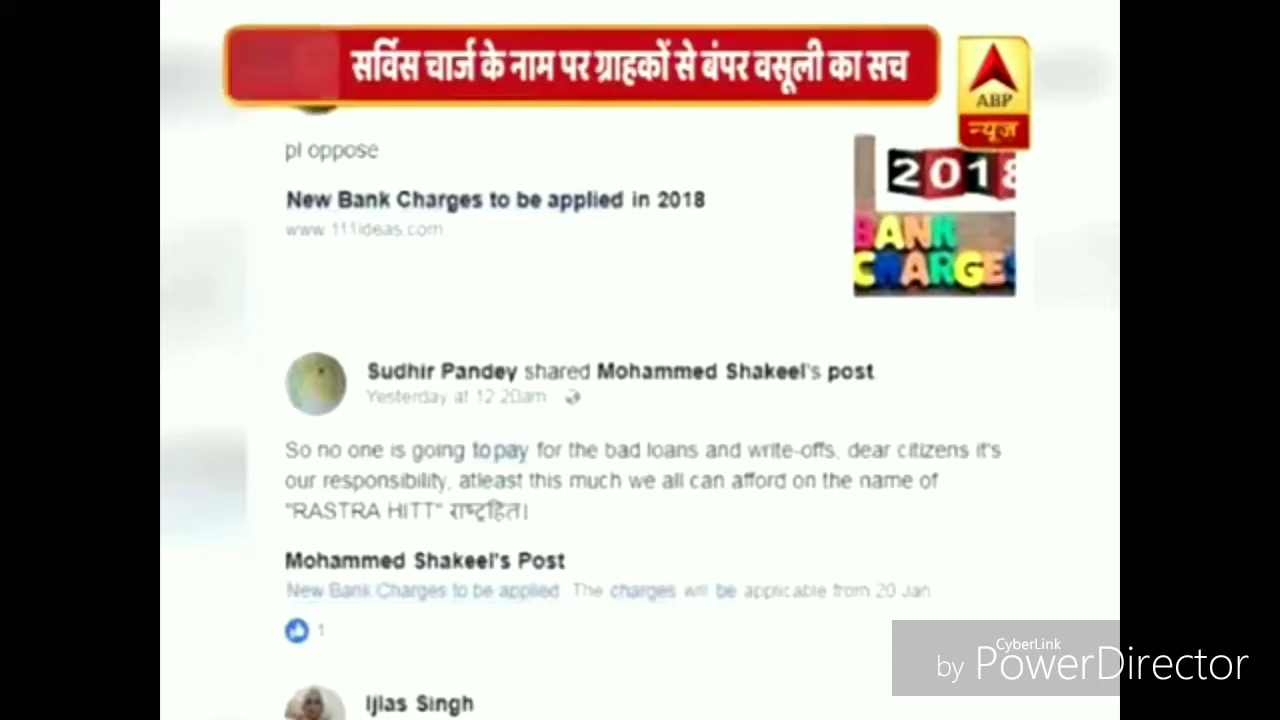 सर्विस चार्ज के नाम पर ग्राहकों से बंपर वसूली का सच
ABP
न्यूज़
pl oppose
New Bank Charges to be applied in 2018
www.111ideas.com
2018
BANK
CHARGES
Sudhir Pandey shared Mohammed Shakeel's post
Yesterday at 12:20am
So no one is going to pay for the bad loans and write-offs, dear citizens it's
our responsibility, atleast this much we all can afford on the name of
"RASTRA HITT" राष्ट्रहित।
Mohammed Shakeel's Post
New Bank Charges to be applied. The charges will be applicable from 20 Jan
1
Ijlas Singh
CyberLink
by PowerDirector